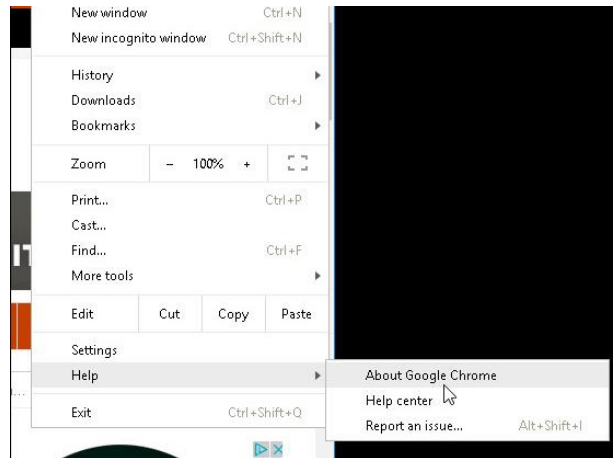 New window Ctrl+N
New incognito window Ctrl+Shift+N
History
Downloads Ctrl+J
Bookmarks
Zoom - 100% +
Print... Ctrl+P
Cast...
Find... Ctrl+F
More tools
Edit Cut Copy Paste
Settings
Help
About Google Chrome
Help center
Exit Ctrl+Shift+Q
Report an issue... Alt+Shift+I